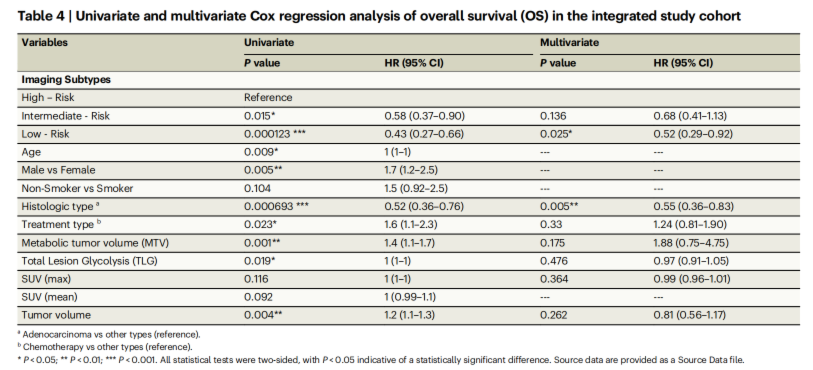 Table 4 | Univariate and multivariate Cox regression analysis of overall survival (OS) in the integrated study cohort
Variables Univariate Multivariate
P value HR (95% CI) P value HR (95% CI)
Imaging Subtypes
High – Risk Reference
Intermediate - Risk 0.015* 0.58 (0.37–0.90) 0.136 0.68 (0.41–1.13)
Low - Risk 0.000123 *** 0.43 (0.27–0.66) 0.025* 0.52 (0.29–0.92)
Age 0.009* 1 (1–1) --- ---
Male vs Female 0.005** 1.7 (1.2–2.5) --- ---
Non-Smoker vs Smoker 0.104 1.5 (0.92–2.5) --- ---
Histologic type a 0.000693 *** 0.52 (0.36–0.76) 0.005** 0.55 (0.36–0.83)
Treatment type b 0.023* 1.6 (1.1–2.3) 0.33 1.24 (0.81–1.90)
Metabolic tumor volume (MTV) 0.001** 1.4 (1.1–1.7) 0.175 1.88 (0.75–4.75)
Total Lesion Glycolysis (TLG) 0.019* 1 (1–1) 0.476 0.97 (0.91–1.05)
SUV (max) 0.116 1 (1–1) 0.364 0.99 (0.96–1.01)
SUV (mean) 0.092 1 (0.99–1.1) --- ---
Tumor volume 0.004** 1.2 (1.1–1.3) 0.262 0.81 (0.56–1.17)
a Adenocarcinoma vs other types (reference).
b Chemotherapy vs other types (reference).
* P < 0.05; ** P < 0.01; *** P < 0.001. All statistical tests were two-sided, with P < 0.05 indicative of a statistically significant difference. Source data are provided as a Source Data file.